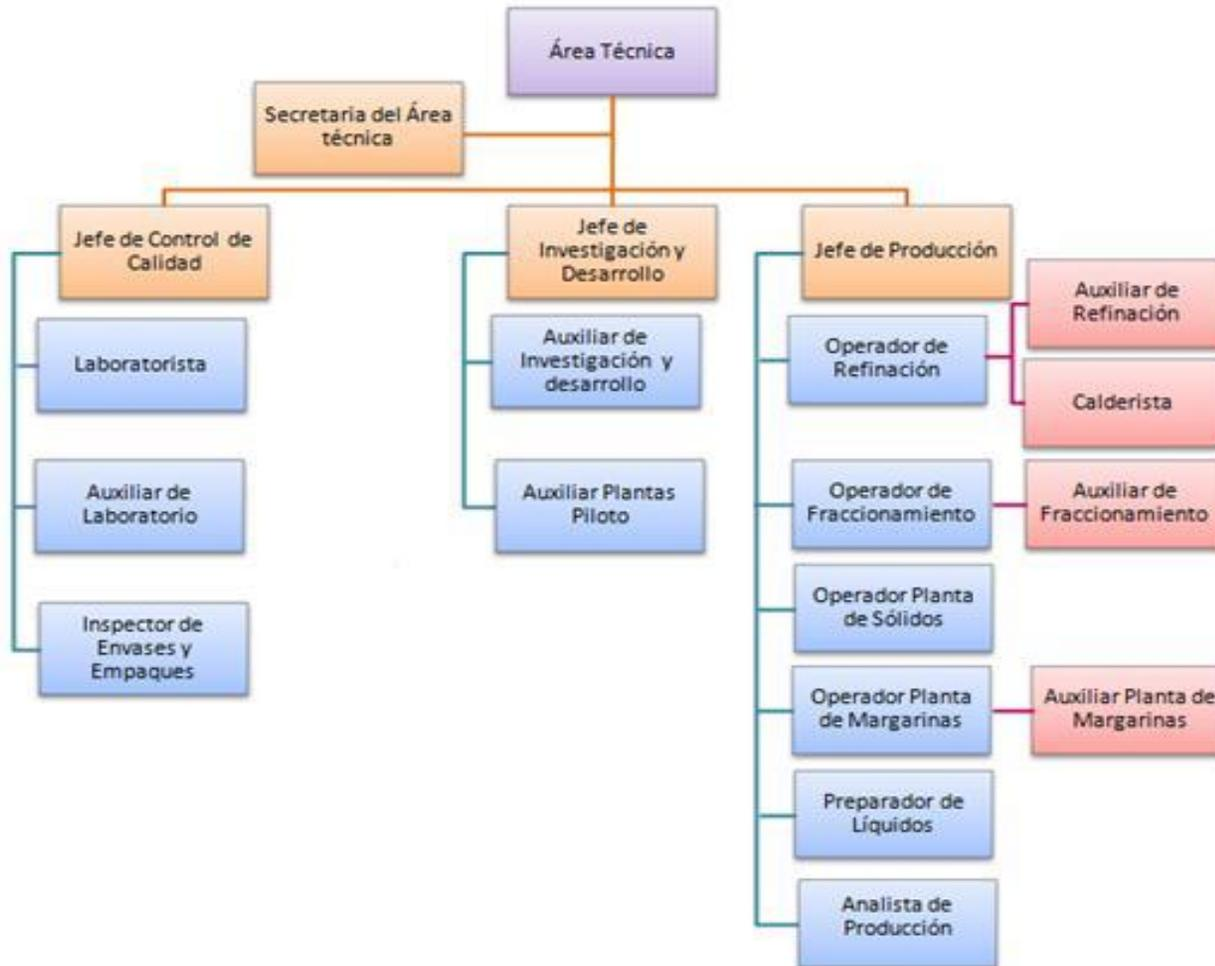 Área Técnica
Secretaria del Área
técnica
Jefe de Control de
Calidad
Laboratorista
Auxiliar de
Laboratorio
Inspector de
Envases y
Empaques
Jefe de
Investigación y
Desarrollo
Auxiliar de
Investigación y
desarrollo
Auxiliar Plantas
Piloto
Jefe de Producción
Operador de
Refinación
Auxiliar de
Refinación
Calderista
Operador de
Fraccionamiento
Auxiliar de
Fraccionamiento
Operador Planta
de Sólidos
Operador Planta
de Margarinas
Auxiliar Planta de
Margarinas
Preparador de
Líquidos
Analista de
Producción